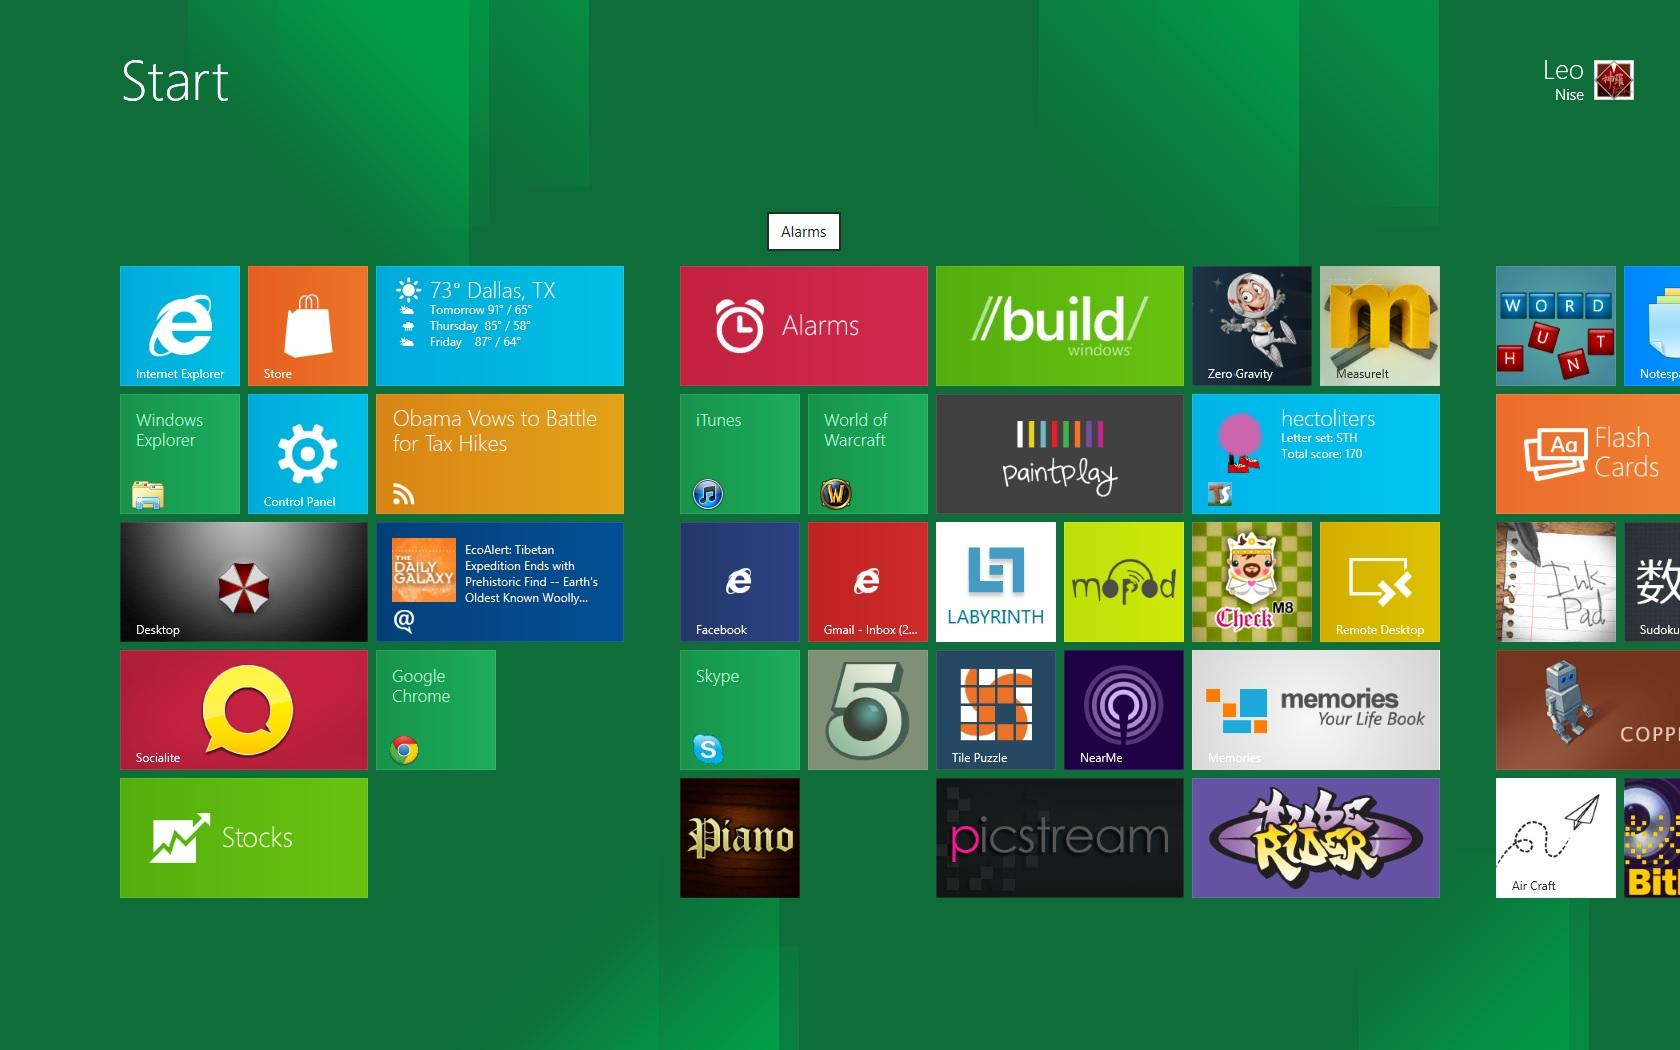 Start
Leo
Nise
Alarms
Internet Explorer
Store
73° Dallas, TX
Tomorrow 91° / 65°
Thursday 85° / 58°
Friday 87° / 64°
Windows
Explorer
Control Panel
Obama Vows to Battle
for Tax Hikes
Desktop
THE
DAILY
GALAXY
EcoAlert: Tibetan
Expedition Ends with
Prehistoric Find -- Earth's
Oldest Known Woolly...
Socialite
Google
Chrome
Stocks
Alarms
//build/
windows
Zero Gravity
m
MeasureIt
iTunes
World of
Warcraft
W
paintplay
hectoliters
Letter set: STH
Total score: 170
TS
Facebook
Gmail - Inbox (2...
LABYRINTH
mopod
Check M8
Remote Desktop
Skype
S
5
Tile Puzzle
NearMe
memories
Your Life Book
Memories
Piano
picstream
TUBE
RIDER
WORD
HUNT
Notespa
Aa
Flash
Cards
Ink
Pad
数
Sudoku
COPP
Air Craft
Bit